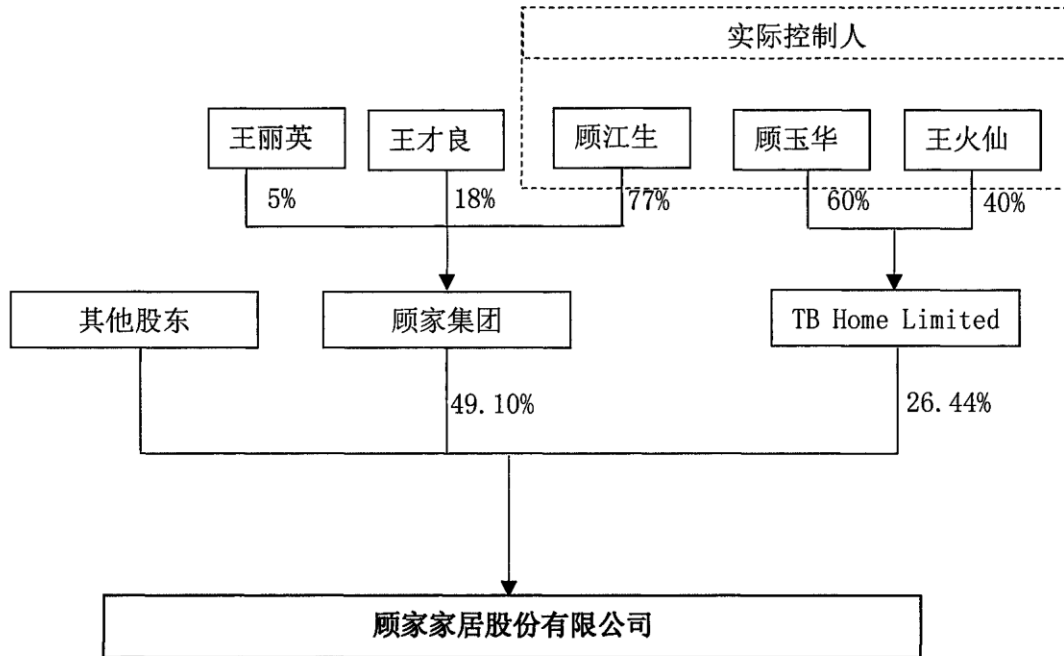 实际控制人
王丽英
王才良
顾江生
顾玉华
王火仙
5%
18%
77%
60%
40%
其他股东
顾家集团
TB Home Limited
49.10%
26.44%
顾家家居股份有限公司